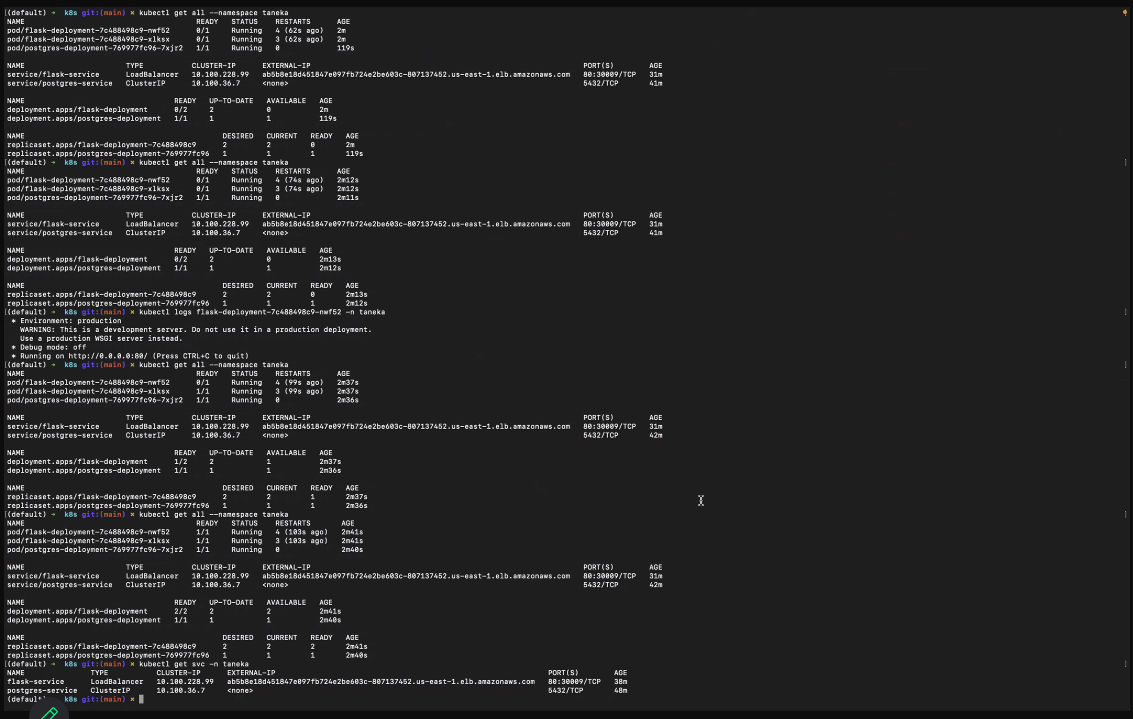 (default) → k8s git:(main) × kubectl get all --namespace taneka
NAME READY STATUS RESTARTS AGE
pod/flask-deployment-7c488498c9-nwf52 0/1 Running 4 (62s ago) 2m
pod/flask-deployment-7c488498c9-xlksx 0/1 Running 3 (62s ago) 2m
pod/postgres-deployment-769977fc96-7xjr2 1/1 Running 0 119s
NAME TYPE CLUSTER-IP EXTERNAL-IP PORT(S) AGE
service/flask-service LoadBalancer 10.100.228.99 ab5b8e18d451847e097fb724e2be603c-807137452.us-east-1.elb.amazonaws.com 80:30009/TCP 31m
service/postgres-service ClusterIP 10.100.36.7 <none> 5432/TCP 41m
NAME READY UP-TO-DATE AVAILABLE AGE
deployment.apps/flask-deployment 0/2 2 0 2m
deployment.apps/postgres-deployment 1/1 1 1 119s
NAME DESIRED CURRENT READY AGE
replicaset.apps/flask-deployment-7c488498c9 2 2 0 2m
replicaset.apps/postgres-deployment-769977fc96 1 1 1 119s
(default) → k8s git:(main) × kubectl get all --namespace taneka
NAME READY STATUS RESTARTS AGE
pod/flask-deployment-7c488498c9-nwf52 0/1 Running 4 (74s ago) 2m12s
pod/flask-deployment-7c488498c9-xlksx 0/1 Running 3 (74s ago) 2m12s
pod/postgres-deployment-769977fc96-7xjr2 1/1 Running 0 2m11s
NAME TYPE CLUSTER-IP EXTERNAL-IP PORT(S) AGE
service/flask-service LoadBalancer 10.100.228.99 ab5b8e18d451847e097fb724e2be603c-807137452.us-east-1.elb.amazonaws.com 80:30009/TCP 31m
service/postgres-service ClusterIP 10.100.36.7 <none> 5432/TCP 41m
NAME READY UP-TO-DATE AVAILABLE AGE
deployment.apps/flask-deployment 0/2 2 0 2m13s
deployment.apps/postgres-deployment 1/1 1 1 2m12s
NAME DESIRED CURRENT READY AGE
replicaset.apps/flask-deployment-7c488498c9 2 2 0 2m13s
replicaset.apps/postgres-deployment-769977fc96 1 1 1 2m12s
(default) → k8s git:(main) × kubectl logs flask-deployment-7c488498c9-nwf52 -n taneka
* Environment: production
WARNING: This is a development server. Do not use it in a production deployment.
Use a production WSGI server instead.
* Debug mode: off
* Running on http://0.0.0.0:80/ (Press CTRL+C to quit)
(default) → k8s git:(main) × kubectl get all --namespace taneka
NAME READY STATUS RESTARTS AGE
pod/flask-deployment-7c488498c9-nwf52 0/1 Running 4 (99s ago) 2m37s
pod/flask-deployment-7c488498c9-xlksx 1/1 Running 3 (99s ago) 2m37s
pod/postgres-deployment-769977fc96-7xjr2 1/1 Running 0 2m36s
NAME TYPE CLUSTER-IP EXTERNAL-IP PORT(S) AGE
service/flask-service LoadBalancer 10.100.228.99 ab5b8e18d451847e097fb724e2be603c-807137452.us-east-1.elb.amazonaws.com 80:30009/TCP 31m
service/postgres-service ClusterIP 10.100.36.7 <none> 5432/TCP 42m
NAME READY UP-TO-DATE AVAILABLE AGE
deployment.apps/flask-deployment 1/2 2 1 2m37s
deployment.apps/postgres-deployment 1/1 1 1 2m36s
NAME DESIRED CURRENT READY AGE
replicaset.apps/flask-deployment-7c488498c9 2 2 1 2m37s
replicaset.apps/postgres-deployment-769977fc96 1 1 1 2m36s
(default) → k8s git:(main) × kubectl get all --namespace taneka
NAME READY STATUS RESTARTS AGE
pod/flask-deployment-7c488498c9-nwf52 1/1 Running 4 (103s ago) 2m41s
pod/flask-deployment-7c488498c9-xlksx 1/1 Running 3 (103s ago) 2m41s
pod/postgres-deployment-769977fc96-7xjr2 1/1 Running 0 2m40s
NAME TYPE CLUSTER-IP EXTERNAL-IP PORT(S) AGE
service/flask-service LoadBalancer 10.100.228.99 ab5b8e18d451847e097fb724e2be603c-807137452.us-east-1.elb.amazonaws.com 80:30009/TCP 31m
service/postgres-service ClusterIP 10.100.36.7 <none> 5432/TCP 42m
NAME READY UP-TO-DATE AVAILABLE AGE
deployment.apps/flask-deployment 2/2 2 2 2m41s
deployment.apps/postgres-deployment 1/1 1 1 2m40s
NAME DESIRED CURRENT READY AGE
replicaset.apps/flask-deployment-7c488498c9 2 2 2 2m41s
replicaset.apps/postgres-deployment-769977fc96 1 1 1 2m40s
(default) → k8s git:(main) × kubectl get svc -n taneka
NAME TYPE CLUSTER-IP EXTERNAL-IP PORT(S) AGE
flask-service LoadBalancer 10.100.228.99 ab5b8e18d451847e097fb724e2be603c-807137452.us-east-1.elb.amazonaws.com 80:30009/TCP 38m
postgres-service ClusterIP 10.100.36.7 <none> 5432/TCP 48m
k8s git:(main) ×